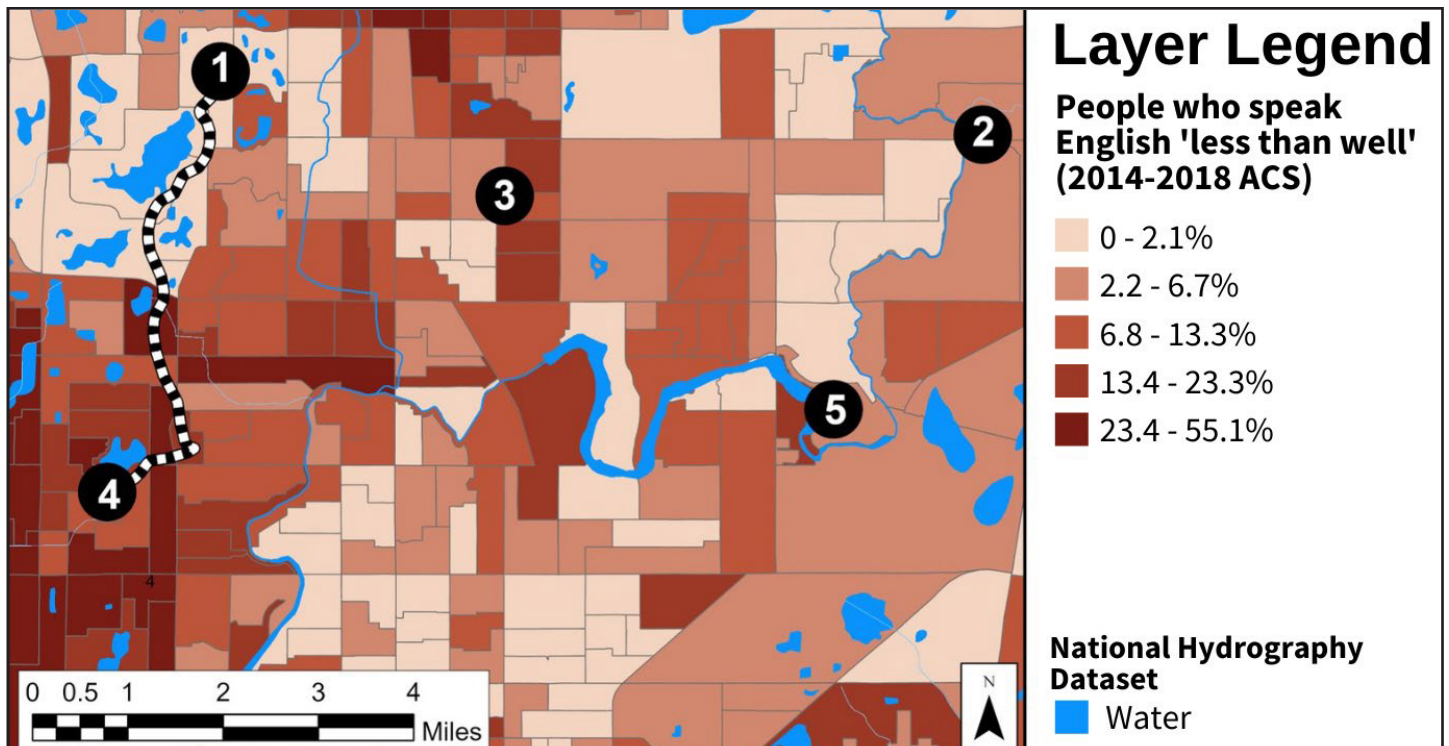 1
2
3
4
5
4
0 0.5 1 2 3 4
Miles
N
Layer Legend
People who speak
English 'less than well'
(2014-2018 ACS)
0 - 2.1%
2.2 - 6.7%
6.8 - 13.3%
13.4 - 23.3%
23.4 - 55.1%
National Hydrography
Dataset
Water